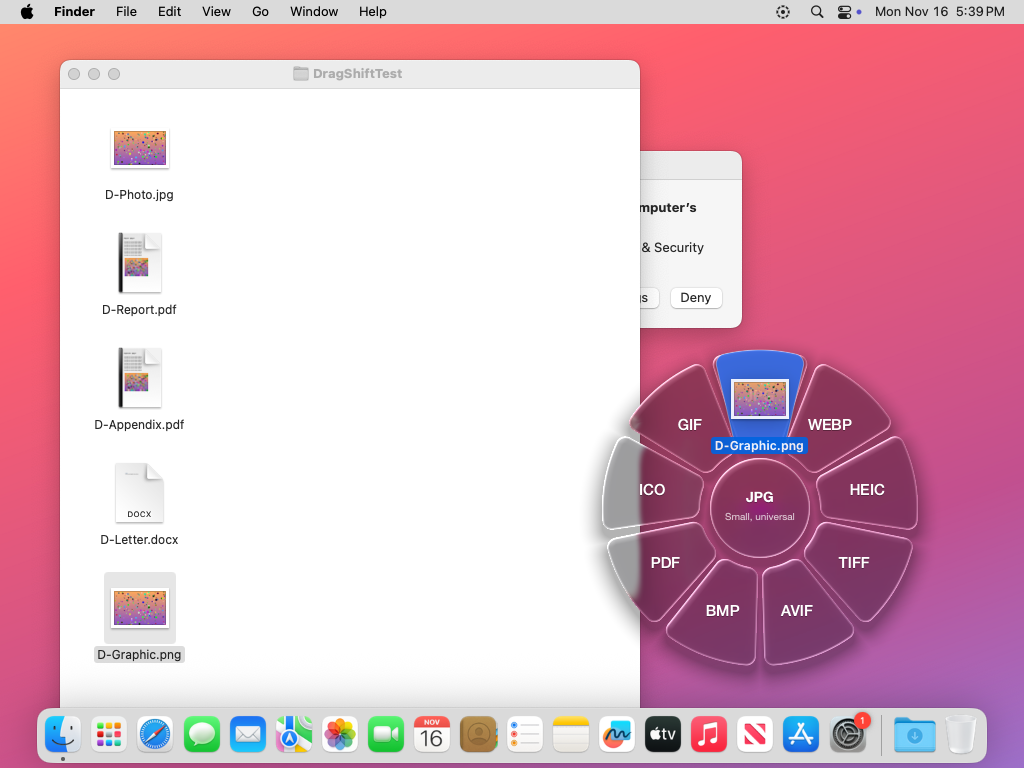 Finder File Edit View Go Window Help Mon Nov 16 5:39 PM
DragShiftTest
D-Photo.jpg
D-Report.pdf
D-Appendix.pdf
DOCX
D-Letter.docx
D-Graphic.png
mputer's
& Security
Deny
GIF
D-Graphic.png
WEBP
ICO
HEIC
JPG
Small, universal
PDF
TIFF
BMP
AVIF
NOV
16
tv
1